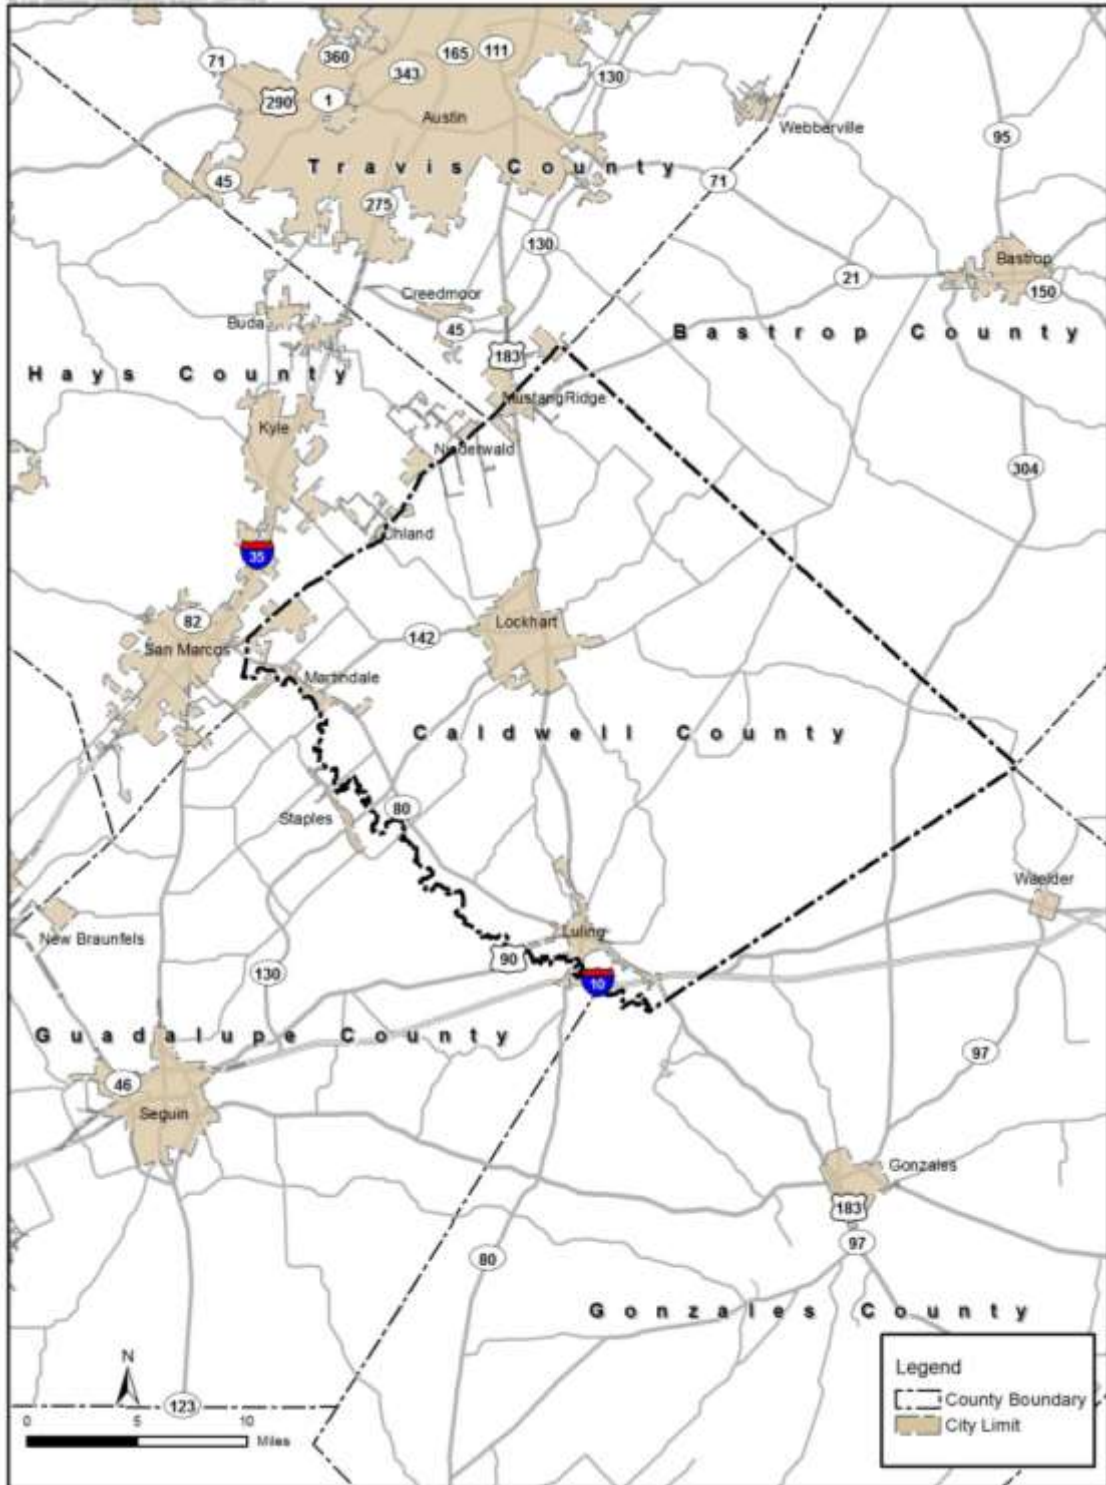 360
165
111
71
343
130
290
1
Austin
Webberville
95
Travis County
45
71
275
130
Bastrop
21
150
Creedmoor
Buda
45
Bastrop County
183
Hays County
MustangRidge
Kyle
Niederwald
304
Uhland
35
82
Lockhart
142
San Marcos
Martindale
Caldwell County
80
Staples
Waelder
New Braunfels
Luling
90
130
10
Guadalupe County
97
46
Seguin
Gonzales
183
97
80
Gonzales County
N
Legend
County Boundary
City Limit
123
0 5 10
Miles